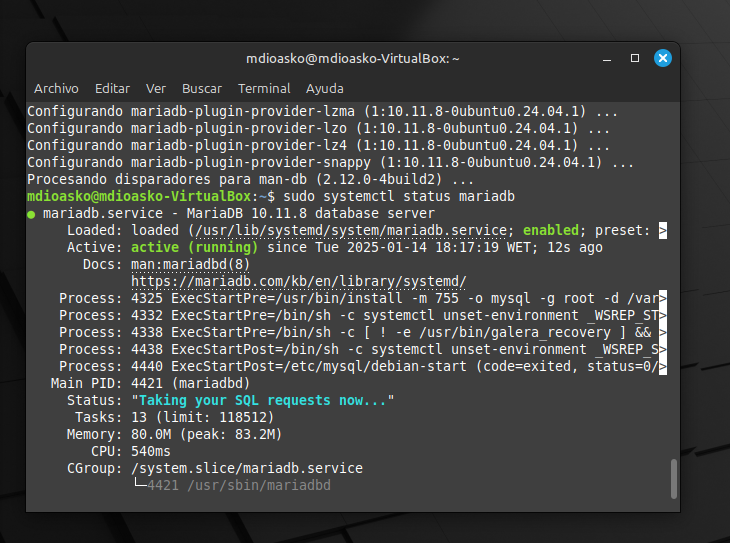 mdioasko@mdioasko-VirtualBox: ~
Archivo Editar Ver Buscar Terminal Ayuda
Configurando mariadb-plugin-provider-lzma (1:10.11.8-0ubuntu0.24.04.1) ...
Configurando mariadb-plugin-provider-lzo (1:10.11.8-0ubuntu0.24.04.1) ...
Configurando mariadb-plugin-provider-lz4 (1:10.11.8-0ubuntu0.24.04.1) ...
Configurando mariadb-plugin-provider-snappy (1:10.11.8-0ubuntu0.24.04.1) ...
Procesando disparadores para man-db (2.12.0-4build2) ...
mdioasko@mdioasko-VirtualBox:~$ sudo systemctl status mariadb
● mariadb.service - MariaDB 10.11.8 database server
Loaded: loaded (/usr/lib/systemd/system/mariadb.service; enabled; preset: >
Active: active (running) since Tue 2025-01-14 18:17:19 WET; 12s ago
Docs: man:mariadbd(8)
https://mariadb.com/kb/en/library/systemd/
Process: 4325 ExecStartPre=/usr/bin/install -m 755 -o mysql -g root -d /var>
Process: 4332 ExecStartPre=/bin/sh -c systemctl unset-environment _WSREP_ST>
Process: 4338 ExecStartPre=/bin/sh -c [ ! -e /usr/bin/galera_recovery ] && >
Process: 4438 ExecStartPost=/bin/sh -c systemctl unset-environment _WSREP_S>
Process: 4440 ExecStartPost=/etc/mysql/debian-start (code=exited, status=0/>
Main PID: 4421 (mariadbd)
Status: "Taking your SQL requests now..."
Tasks: 13 (limit: 118512)
Memory: 80.0M (peak: 83.2M)
CPU: 540ms
CGroup: /system.slice/mariadb.service
└─4421 /usr/sbin/mariadbd